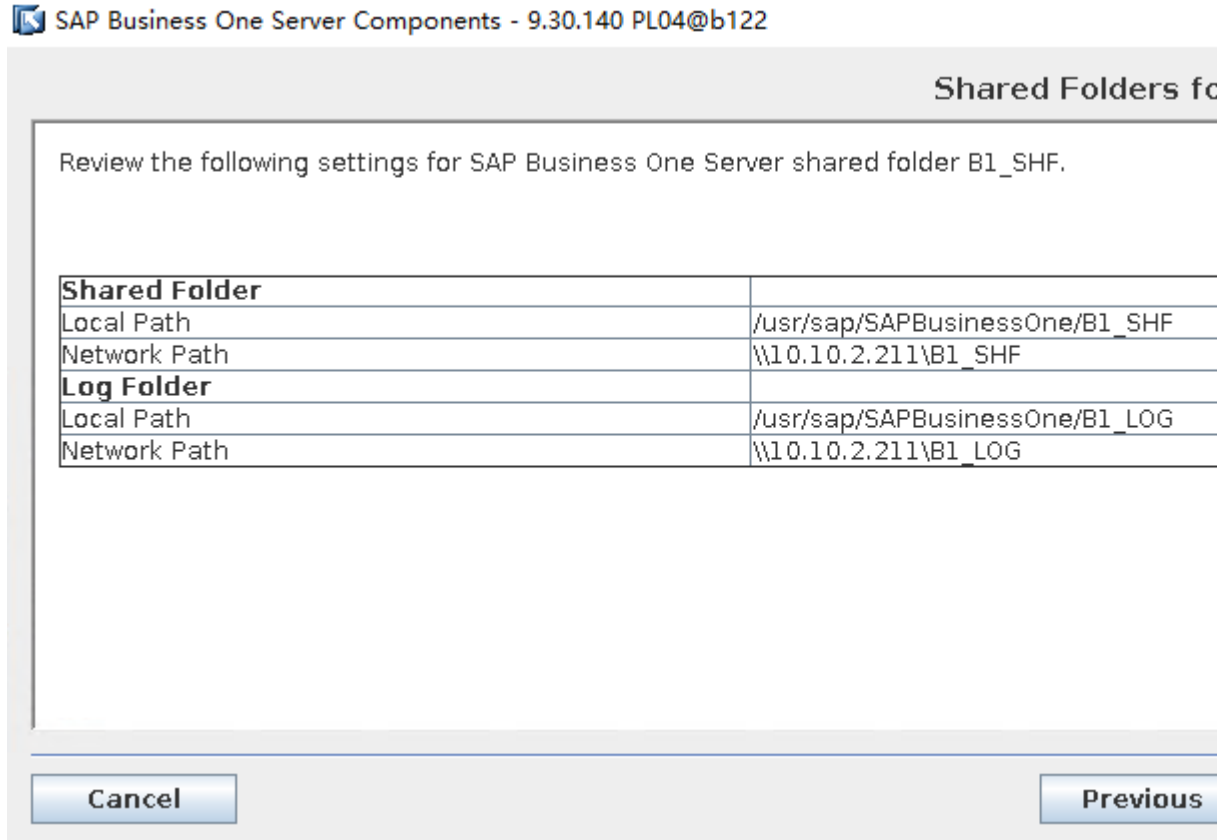 SAP Business One Server Components - 9.30.140 PL04@b122
Shared Folders fo
Review the following settings for SAP Business One Server shared folder B1_SHF.
Shared Folder
Local Path /usr/sap/SAPBusinessOne/B1_SHF
Network Path \\10.10.2.211\B1_SHF
Log Folder
Local Path /usr/sap/SAPBusinessOne/B1_LOG
Network Path \\10.10.2.211\B1_LOG
Cancel Previous